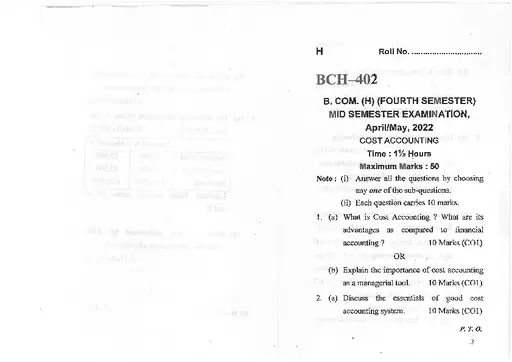 H Roll No. ..............................
BCH–402
B. COM. (H) (FOURTH SEMESTER)
MID SEMESTER EXAMINATION,
April/May, 2022
COST ACCOUNTING
Time : 1½ Hours
Maximum Marks : 50
Note : (i) Answer all the questions by choosing
any one of the sub-questions.
(ii) Each question carries 10 marks.
1. (a) What is Cost Accounting ? What are its
advantages as compared to financial
accounting ? 10 Marks (CO1)
OR
(b) Explain the importance of cost accounting
as a managerial tool. 10 Marks (CO1)
2. (a) Discuss the essentials of good cost
accounting system. 10 Marks (CO1)
P. T. O.